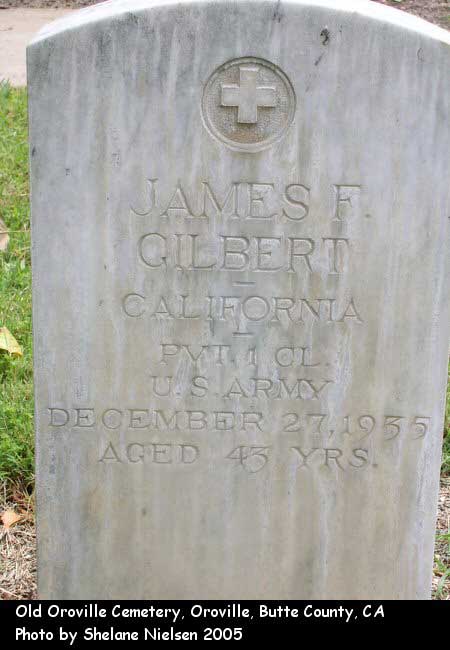 JAMES F.
GILBERT
CALIFORNIA
PVT. 1 CL.
U.S. ARMY
DECEMBER 27, 1935
AGED 43 YRS.
Old Oroville Cemetery, Oroville, Butte County, CA
Photo by Shelane Nielsen 2005